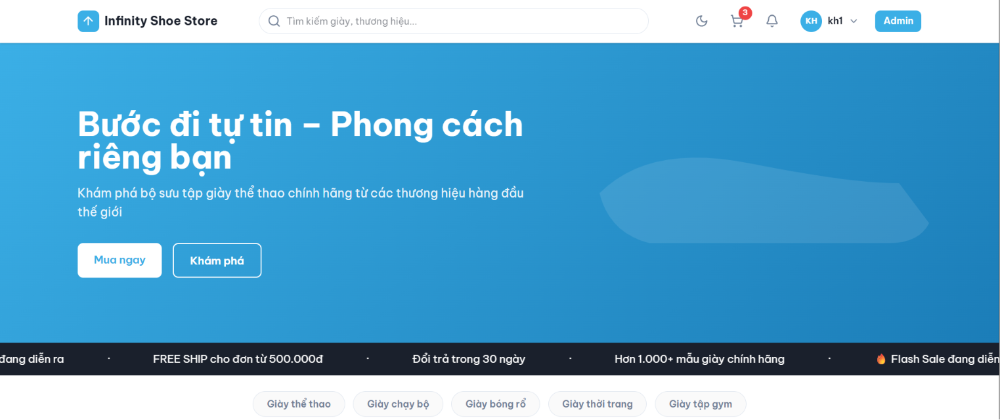 Infinity Shoe Store
Tìm kiếm giày, thương hiệu...
3
KH
kh1
Admin
Bước đi tự tin – Phong cách
riêng bạn
Khám phá bộ sưu tập giày thể thao chính hãng từ các thương hiệu hàng đầu
thế giới
Mua ngay
Khám phá
đang diễn ra · FREE SHIP cho đơn từ 500.000đ · Đổi trả trong 30 ngày · Hơn 1.000+ mẫu giày chính hãng · 🔥 Flash Sale đang diễn
Giày thể thao
Giày chạy bộ
Giày bóng rổ
Giày thời trang
Giày tập gym